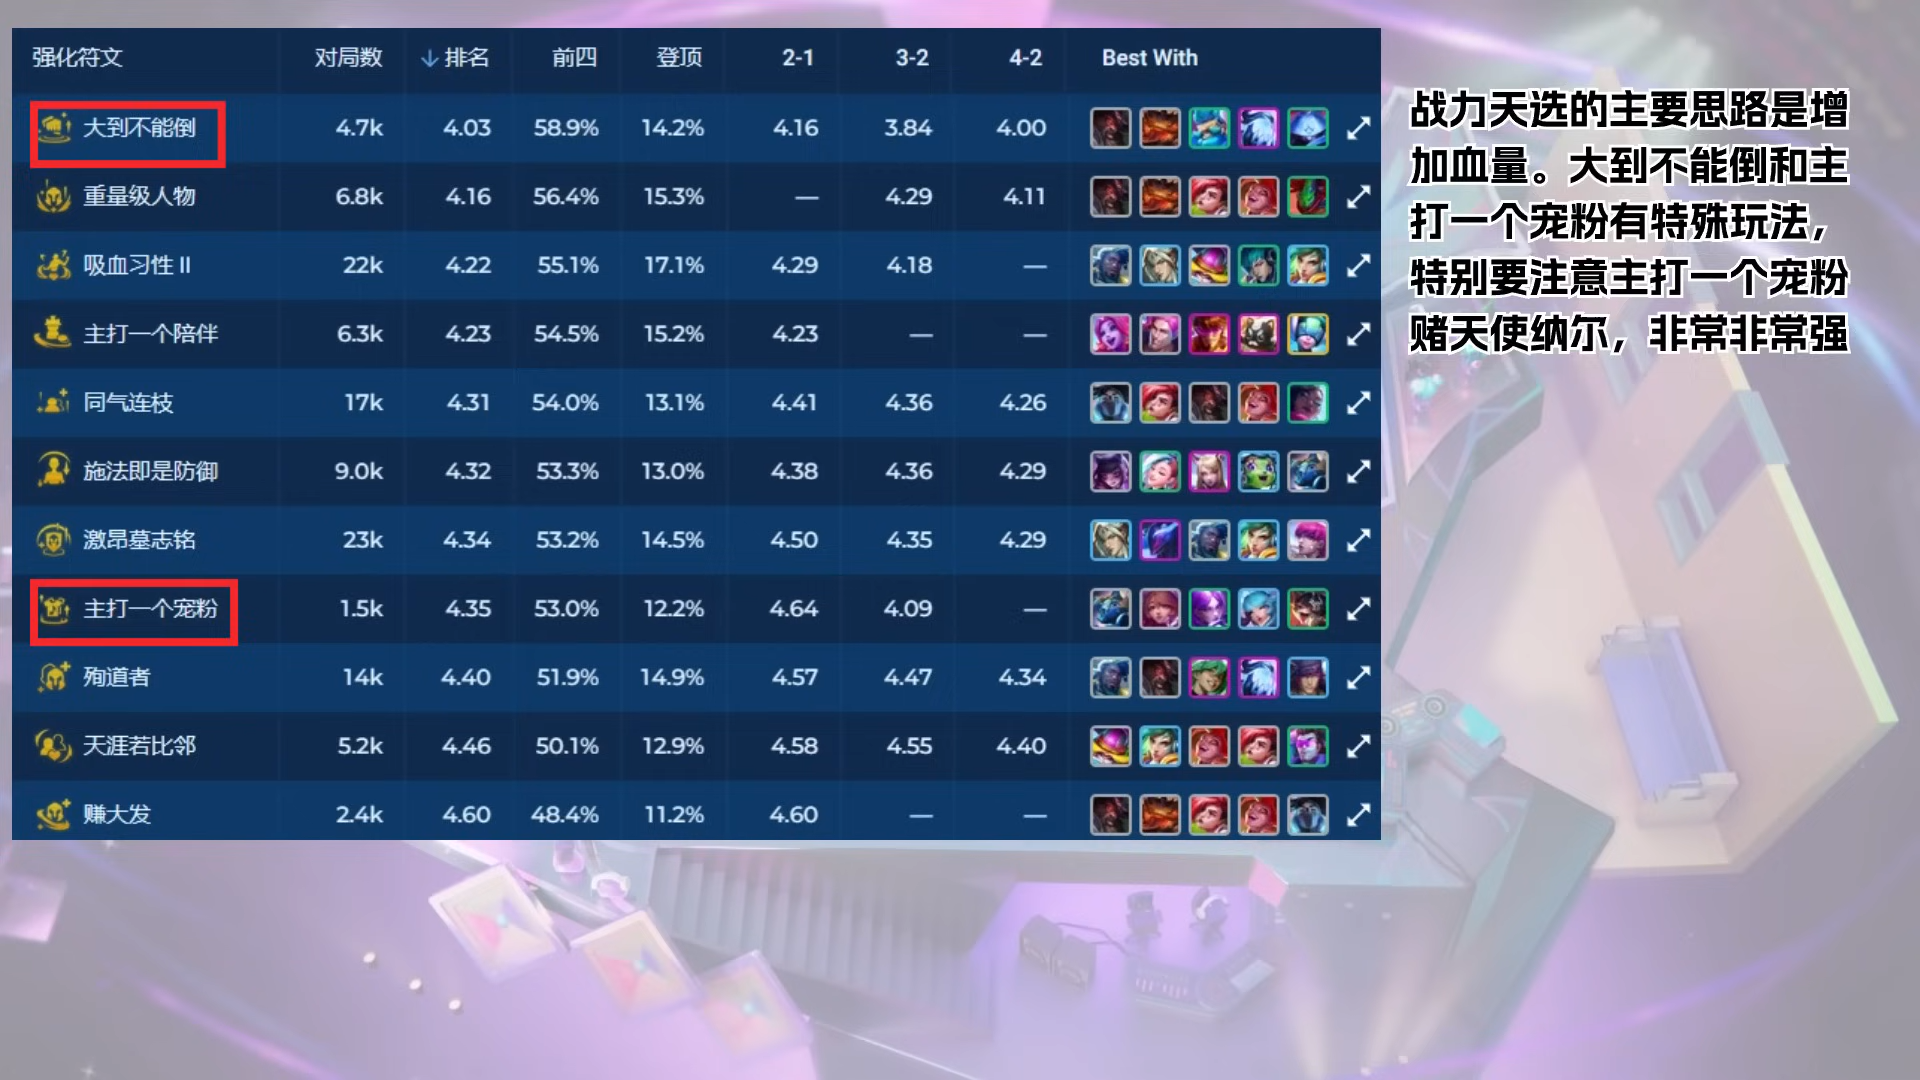 强化符文 对局数 排名 前四 登顶 2-1 3-2 4-2 Best With
大到不能倒 4.7k 4.03 58.9% 14.2% 4.16 3.84 4.00
重量级人物 6.8k 4.16 56.4% 15.3% — 4.29 4.11
吸血习性 II 22k 4.22 55.1% 17.1% 4.29 4.18 —
主打一个陪伴 6.3k 4.23 54.5% 15.2% 4.23 — —
同气连枝 17k 4.31 54.0% 13.1% 4.41 4.36 4.26
施法即是防御 9.0k 4.32 53.3% 13.0% 4.38 4.36 4.29
激昂墓志铭 23k 4.34 53.2% 14.5% 4.50 4.35 4.29
主打一个宠粉 1.5k 4.35 53.0% 12.2% 4.64 4.09 —
殉道者 14k 4.40 51.9% 14.9% 4.57 4.47 4.34
天涯若比邻 5.2k 4.46 50.1% 12.9% 4.58 4.55 4.40
赚大发 2.4k 4.60 48.4% 11.2% 4.60 — —
战力天选的主要思路是增
加血量。大到不能倒和主
打一个宠粉有特殊玩法，
特别要注意主打一个宠粉
赌天使纳尔，非常非常强